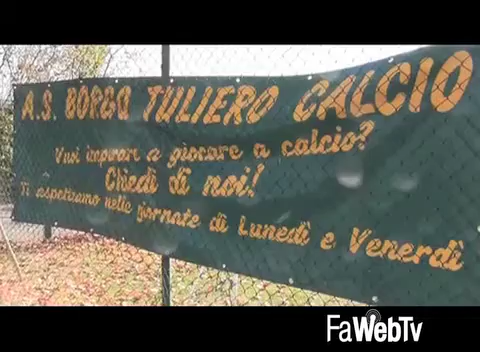 A.S. BORGO TULIERO CALCIO
Vuoi imparare a giocare a calcio?
Chiedi di noi!
Ti aspettiamo nelle giornate di Lunedì e Venerdì
FaWebTv